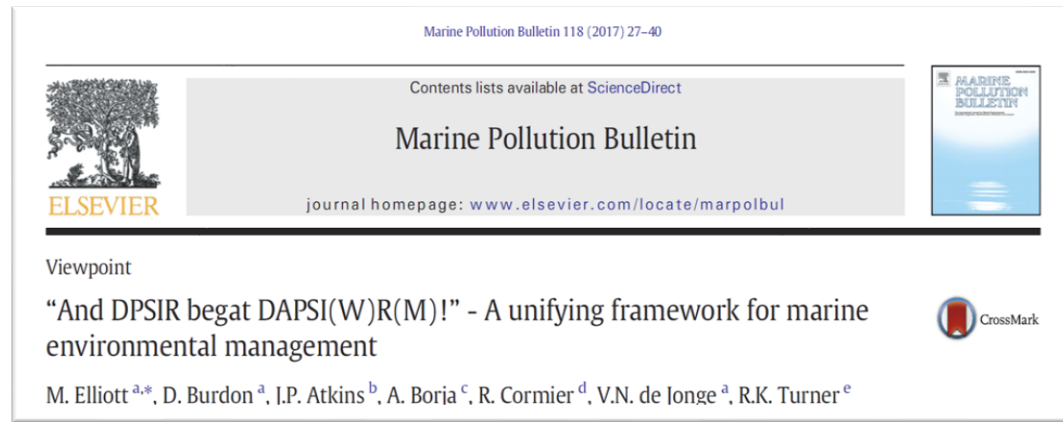 Marine Pollution Bulletin 118 (2017) 27–40
Contents lists available at ScienceDirect
Marine Pollution Bulletin
journal homepage: www.elsevier.com/locate/marpolbul
ELSEVIER
MARINE
POLLUTION
BULLETIN
Viewpoint
“And DPSIR begat DAPSI(W)R(M)!” - A unifying framework for marine
environmental management
CrossMark
M. Elliott a,*, D. Burdon a, J.P. Atkins b, A. Borja c, R. Cormier d, V.N. de Jonge a, R.K. Turner e